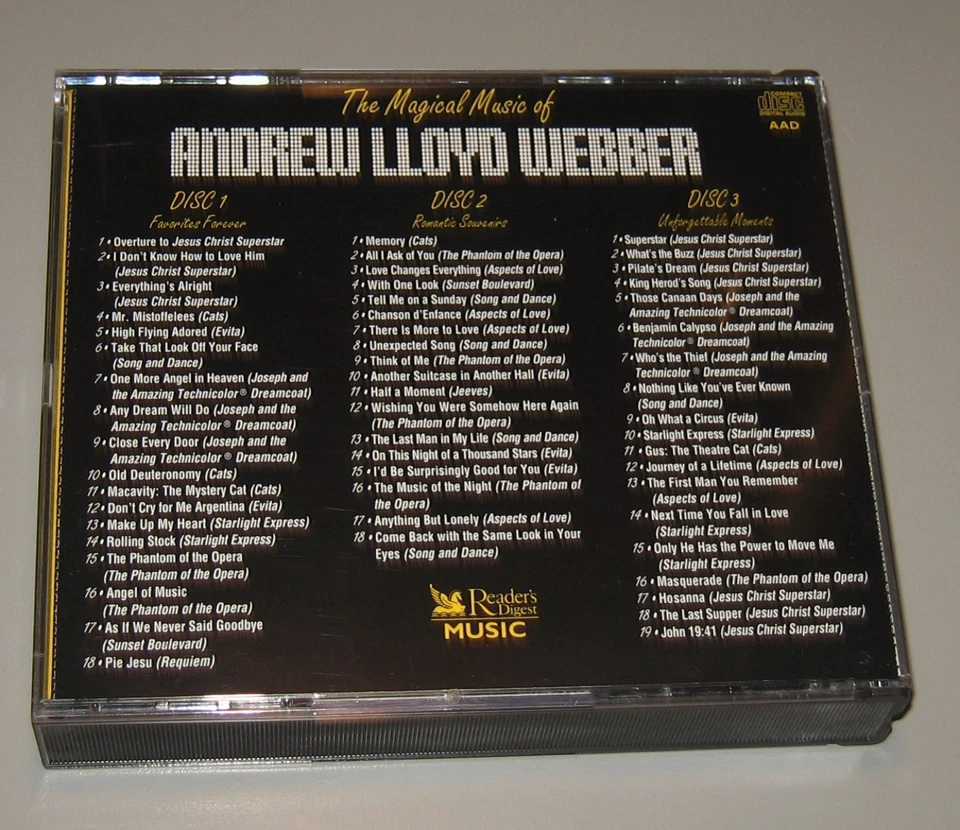 The Magical Music of
ANDREW LLOYD WEBBER
COMPACT
disc
DIGITAL AUDIO
AAD
DISC 1
Favorites Forever
1 • Overture to Jesus Christ Superstar
2 • I Don't Know How to Love Him
(Jesus Christ Superstar)
3 • Everything's Alright
(Jesus Christ Superstar)
4 • Mr. Mistoffelees (Cats)
5 • High Flying Adored (Evita)
6 • Take That Look Off Your Face
(Song and Dance)
7 • One More Angel in Heaven (Joseph and
the Amazing Technicolor® Dreamcoat)
8 • Any Dream Will Do (Joseph and the
Amazing Technicolor® Dreamcoat)
9 • Close Every Door (Joseph and the
Amazing Technicolor® Dreamcoat)
10 • Old Deuteronomy (Cats)
11 • Macavity: The Mystery Cat (Cats)
12 • Don't Cry for Me Argentina (Evita)
13 • Make Up My Heart (Starlight Express)
14 • Rolling Stock (Starlight Express)
15 • The Phantom of the Opera
(The Phantom of the Opera)
16 • Angel of Music
(The Phantom of the Opera)
17 • As If We Never Said Goodbye
(Sunset Boulevard)
18 • Pie Jesu (Requiem)
DISC 2
Romantic Souvenirs
1 • Memory (Cats)
2 • All I Ask of You (The Phantom of the Opera)
3 • Love Changes Everything (Aspects of Love)
4 • With One Look (Sunset Boulevard)
5 • Tell Me on a Sunday (Song and Dance)
6 • Chanson d'Enfance (Aspects of Love)
7 • There Is More to Love (Aspects of Love)
8 • Unexpected Song (Song and Dance)
9 • Think of Me (The Phantom of the Opera)
10 • Another Suitcase in Another Hall (Evita)
11 • Half a Moment (Jeeves)
12 • Wishing You Were Somehow Here Again
(The Phantom of the Opera)
13 • The Last Man in My Life (Song and Dance)
14 • On This Night of a Thousand Stars (Evita)
15 • I'd Be Surprisingly Good for You (Evita)
16 • The Music of the Night (The Phantom of
the Opera)
17 • Anything But Lonely (Aspects of Love)
18 • Come Back with the Same Look in Your
Eyes (Song and Dance)
Reader's
Digest
MUSIC
DISC 3
Unforgettable Moments
1 • Superstar (Jesus Christ Superstar)
2 • What's the Buzz (Jesus Christ Superstar)
3 • Pilate's Dream (Jesus Christ Superstar)
4 • King Herod's Song (Jesus Christ Superstar)
5 • Those Canaan Days (Joseph and the
Amazing Technicolor® Dreamcoat)
6 • Benjamin Calypso (Joseph and the Amazing
Technicolor® Dreamcoat)
7 • Who's the Thief (Joseph and the Amazing
Technicolor® Dreamcoat)
8 • Nothing Like You've Ever Known
(Song and Dance)
9 • Oh What a Circus (Evita)
10 • Starlight Express (Starlight Express)
11 • Gus: The Theatre Cat (Cats)
12 • Journey of a Lifetime (Aspects of Love)
13 • The First Man You Remember
(Aspects of Love)
14 • Next Time You Fall in Love
(Starlight Express)
15 • Only He Has the Power to Move Me
(Starlight Express)
16 • Masquerade (The Phantom of the Opera)
17 • Hosanna (Jesus Christ Superstar)
18 • The Last Supper (Jesus Christ Superstar)
19 • John 19:41 (Jesus Christ Superstar)